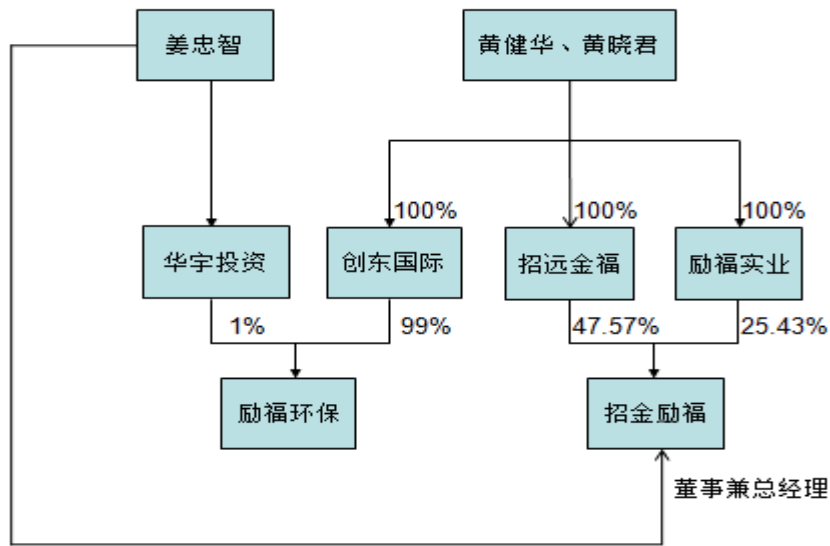 姜忠智
黄健华、黄晓君
100%
100%
100%
华宇投资
创东国际
招远金福
励福实业
1%
99%
47.57%
25.43%
励福环保
招金励福
董事兼总经理